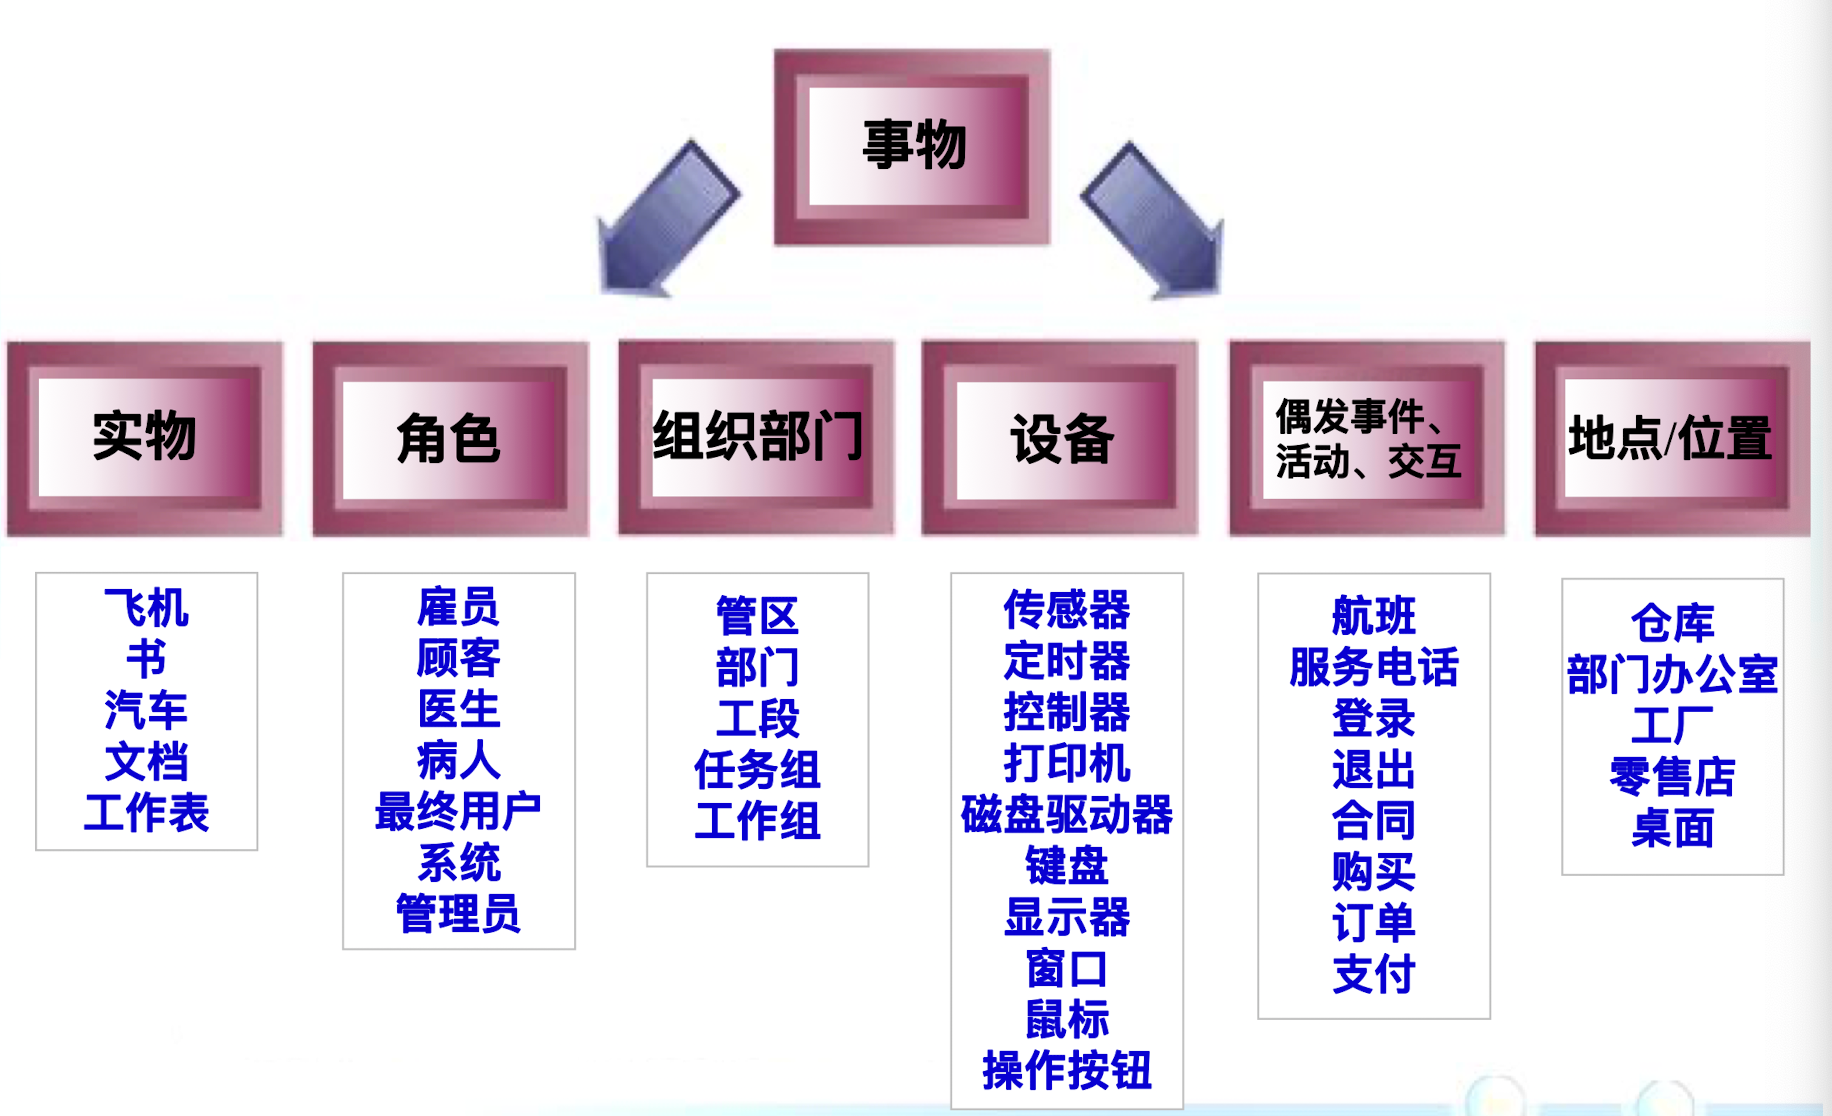 事物
实物
角色
组织部门
设备
偶发事件、
活动、交互
地点/位置
飞机
书
汽车
文档
工作表
雇员
顾客
医生
病人
最终用户
系统
管理员
管区
部门
工段
任务组
工作组
传感器
定时器
控制器
打印机
磁盘驱动器
键盘
显示器
窗口
鼠标
操作按钮
航班
服务电话
登录
退出
合同
购买
订单
支付
仓库
部门办公室
工厂
零售店
桌面